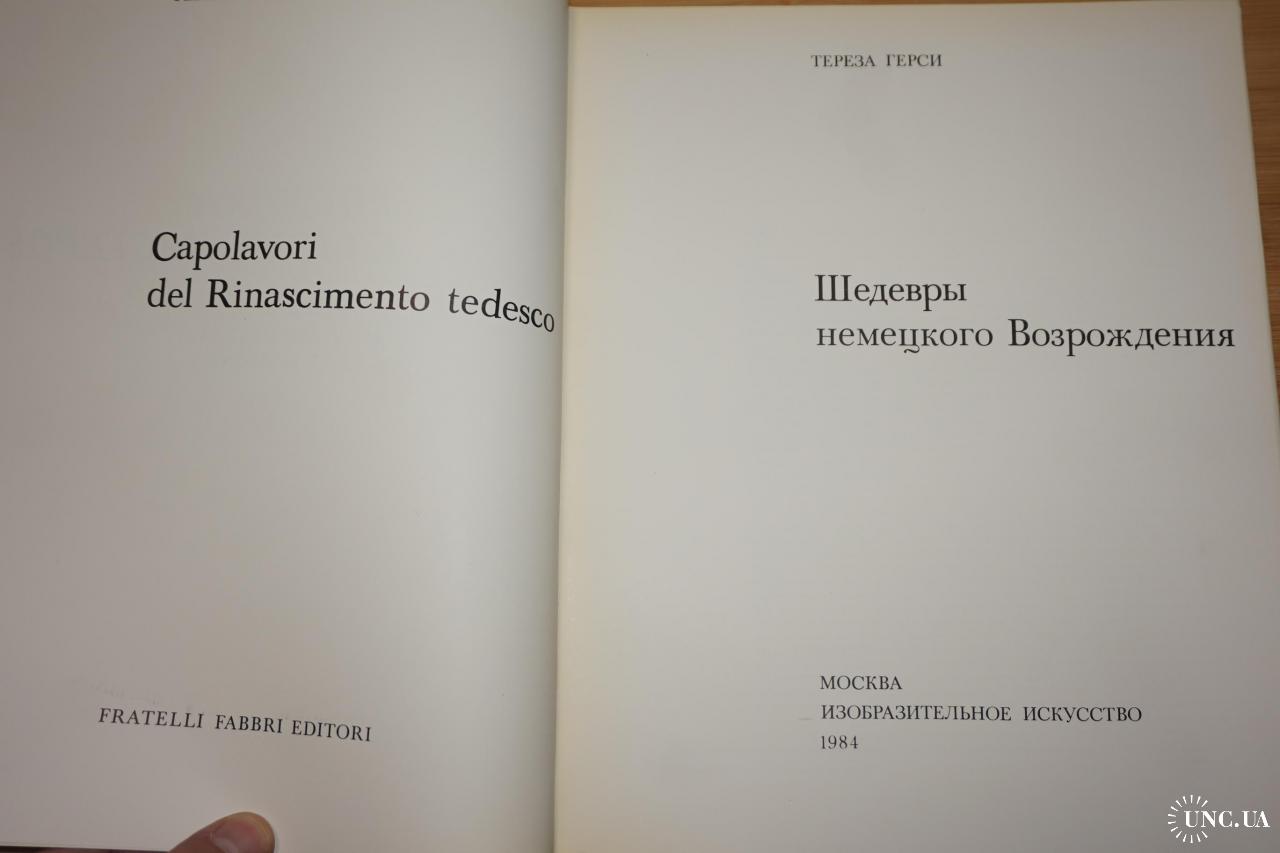 Capolavori
del Rinascimento tedesco
FRATELLI FABBRI EDITORI
ТЕРЕЗА ГЕРСИ
Шедевры
немецкого Возрождения
МОСКВА
ИЗОБРАЗИТЕЛЬНОЕ ИСКУССТВО
1984
UNC.UA